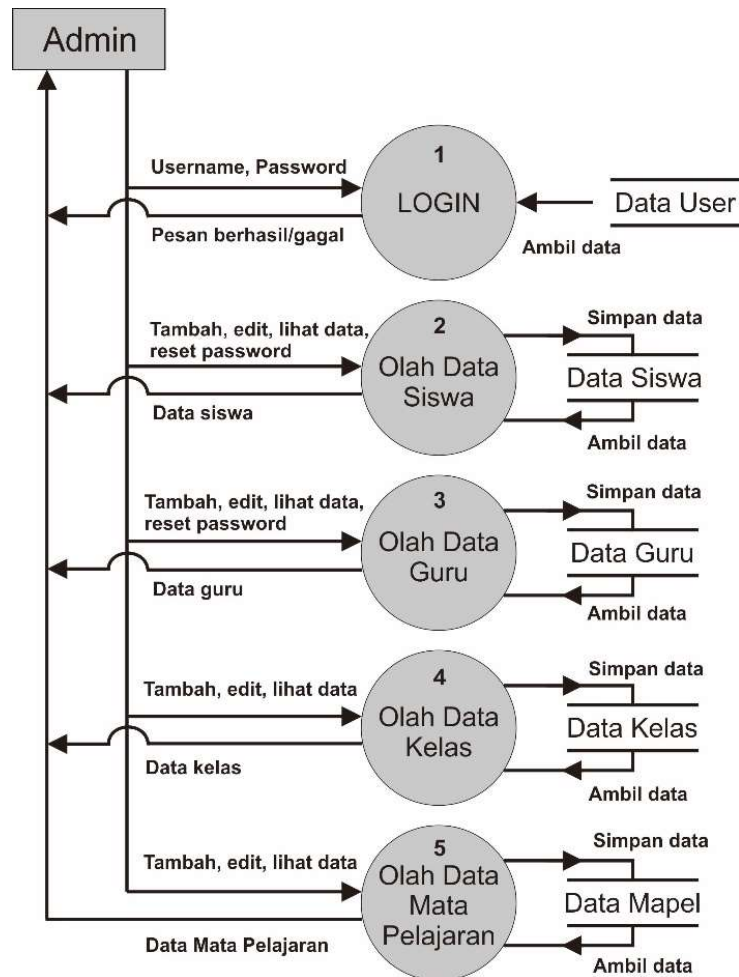 Admin
1
Username, Password
LOGIN
Data User
Pesan berhasil/gagal
Ambil data
Tambah, edit, lihat data,
reset password
2
Olah Data
Siswa
Simpan data
Data Siswa
Data siswa
Ambil data
Tambah, edit, lihat data,
reset password
3
Olah Data
Guru
Simpan data
Data Guru
Data guru
Ambil data
Tambah, edit, lihat data
4
Olah Data
Kelas
Simpan data
Data Kelas
Data kelas
Ambil data
Tambah, edit, lihat data
5
Olah Data
Mata
Pelajaran
Simpan data
Data Mapel
Data Mata Pelajaran
Ambil data